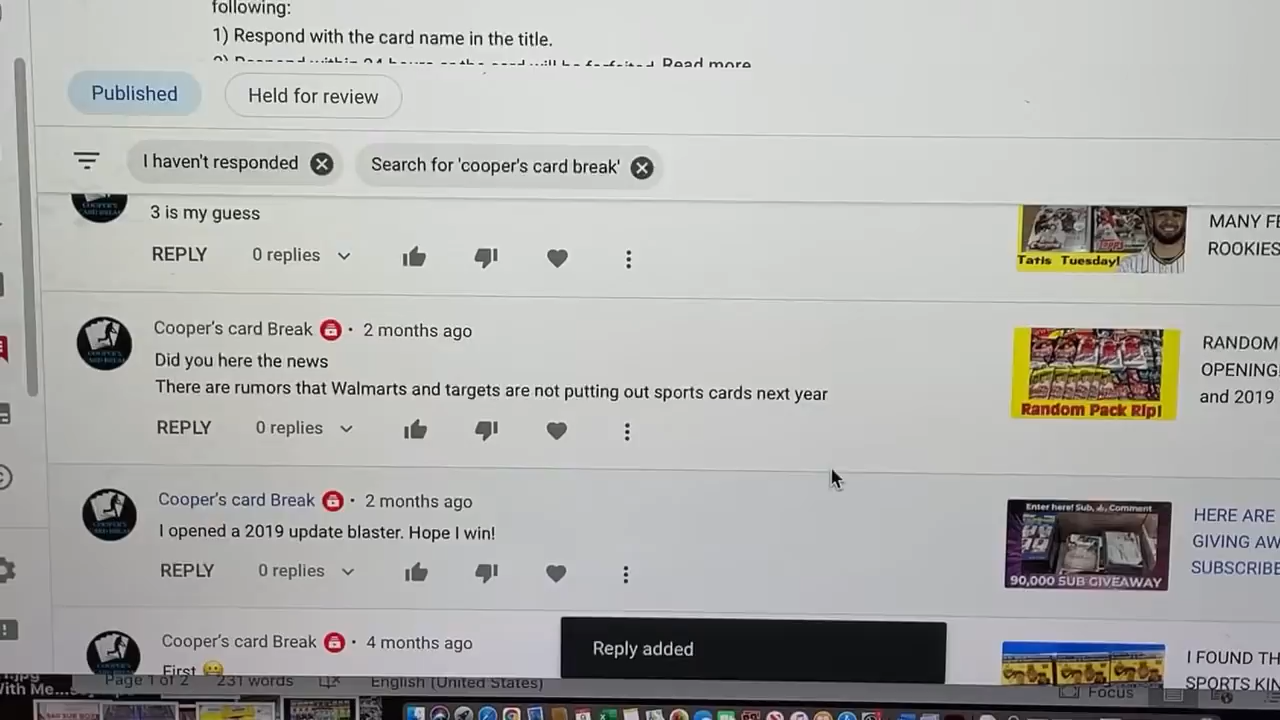 following:
1) Respond with the card name in the title.
Read more
Published
Held for review
I haven't responded
Search for 'cooper's card break'
3 is my guess
REPLY
0 replies
MANY FE
ROOKIES
Tatis Tuesday!
Cooper's card Break • 2 months ago
Did you here the news
There are rumors that Walmarts and targets are not putting out sports cards next year
REPLY
0 replies
RANDOM
OPENING!
and 2019
Random Pack Rip!
Cooper's card Break • 2 months ago
I opened a 2019 update blaster. Hope I win!
REPLY
0 replies
Enter here! Sub, 👍, Comment
90,000 SUB GIVEAWAY
HERE ARE
GIVING AW
SUBSCRIBE
Cooper's card Break • 4 months ago
First
Reply added
I FOUND TH
SPORTS KIN
With Me...
Page 1 of 2
231 words
English (United States)
Focus